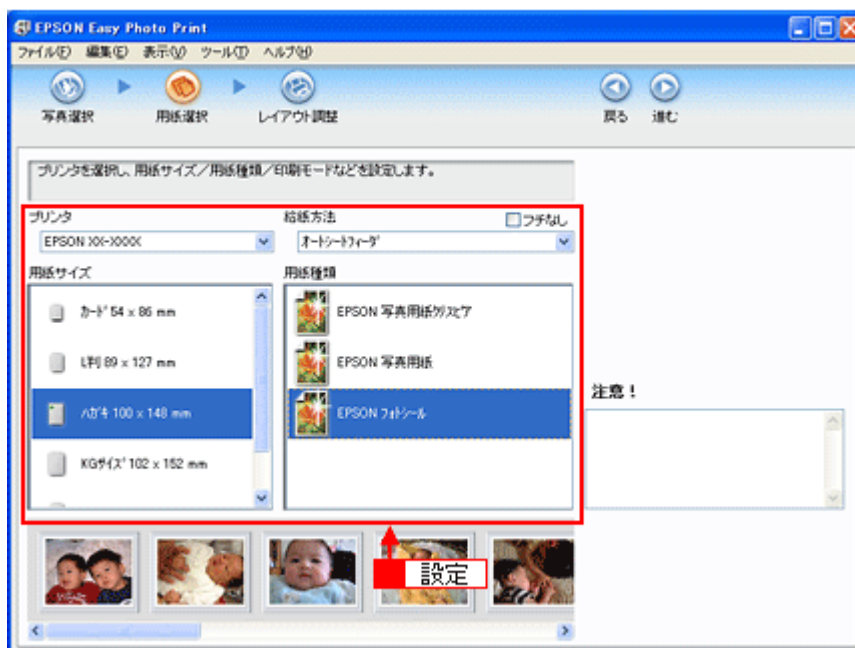 EPSON Easy Photo Print
ファイル(F) 編集(E) 表示(V) ツール(T) ヘルプ(H)
写真選択 用紙選択 レイアウト調整 戻る 進む
プリンタを選択し、用紙サイズ／用紙種類／印刷モードなどを設定します。
プリンタ 給紙方法 フチなし
EPSON XX-XXXX オートシートフィーダ
用紙サイズ 用紙種類
カード 54 x 86 mm
L判 89 x 127 mm
ハガキ 100 x 148 mm
KGサイズ 102 x 152 mm
EPSON 写真用紙クリスピア
EPSON 写真用紙
EPSON フォトシール
注意！
設定